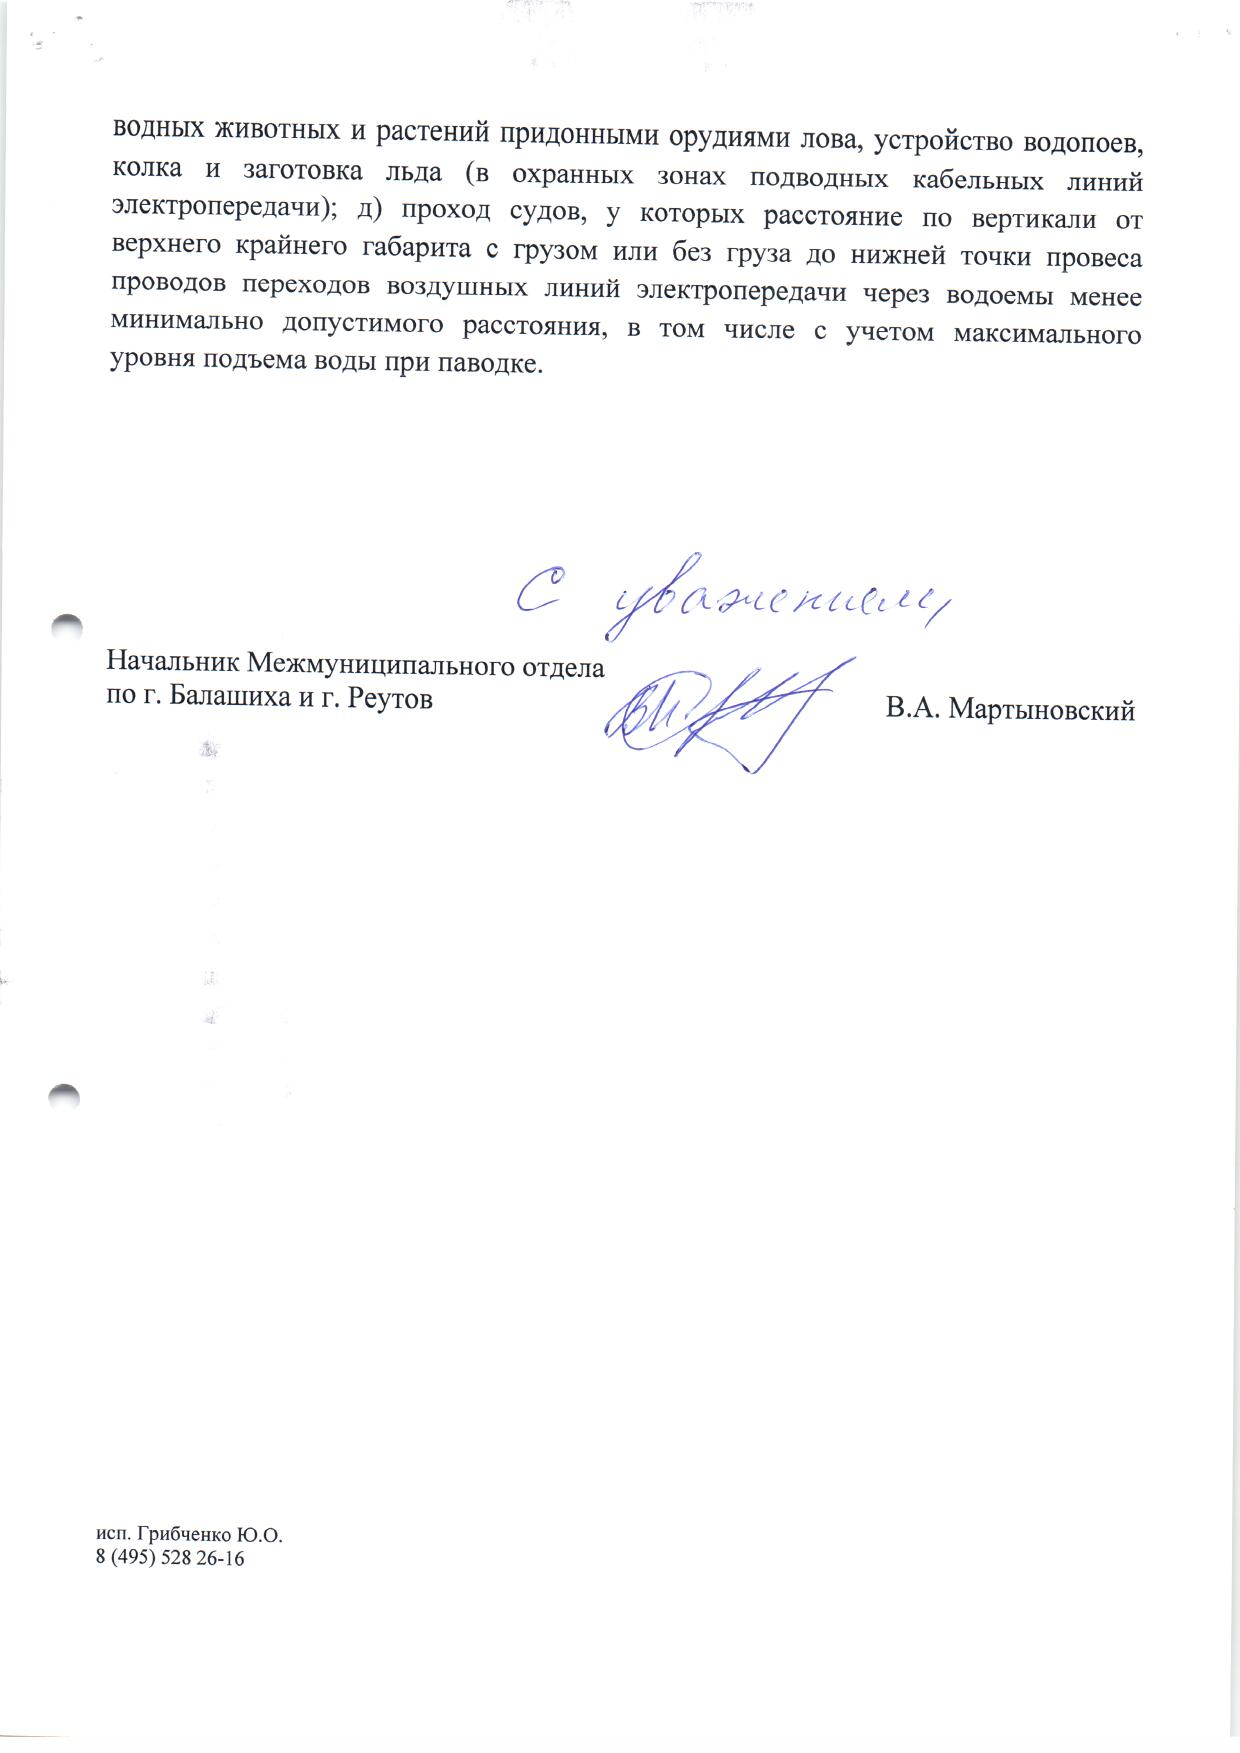 водных животных и растений придонными орудиями лова, устройство водопоев,
колка и заготовка льда (в охранных зонах подводных кабельных линий
электропередачи); д) проход судов, у которых расстояние по вертикали от
верхнего крайнего габарита с грузом или без груза до нижней точки провеса
проводов переходов воздушных линий электропередачи через водоемы менее
минимально допустимого расстояния, в том числе с учетом максимального
уровня подъема воды при паводке.
С уважением,
Начальник Межмуниципального отдела
по г. Балашиха и г. Реутов
В.А. Мартыновский
исп. Грибченко Ю.О.
8 (495) 528 26-16